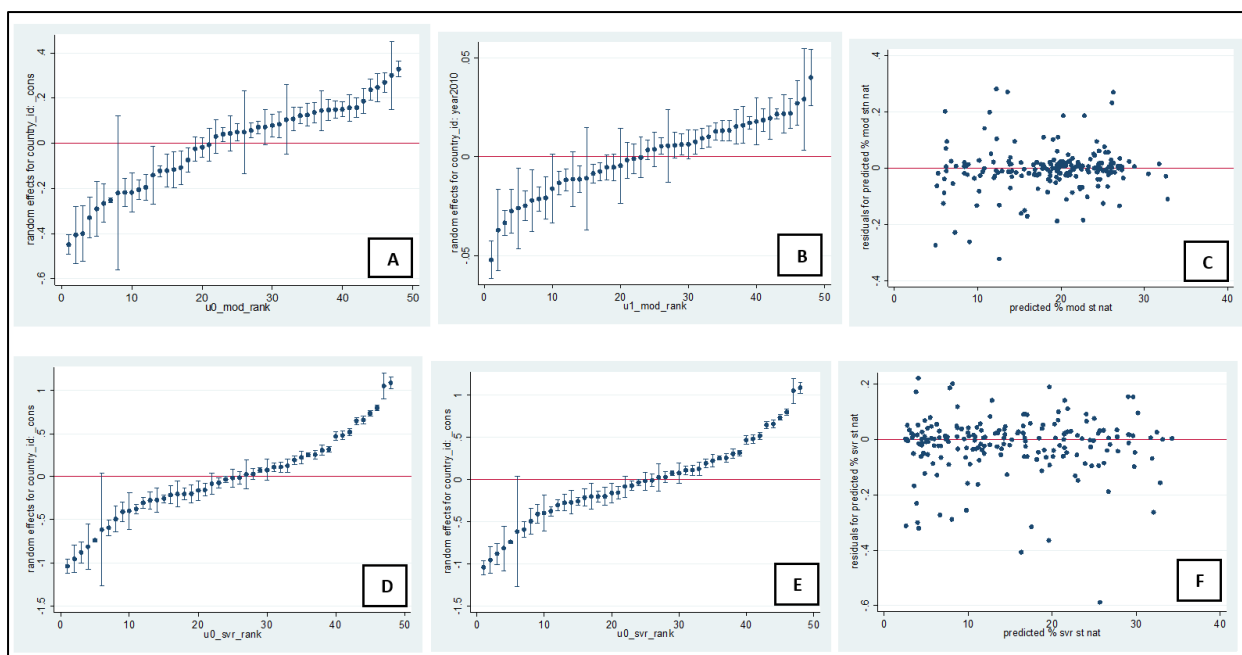 random effects for country_id: _cons
.4
.2
0
-.2
-.4
-.6
0 10 20 30 40 50
u0_mod_rank
A
random effects for country_id: year2010
.05
0
-.05
0 10 20 30 40 50
u1_mod_rank
B
residuals for predicted % mod stn nat
.4
.2
0
-.2
-.4
0 10 20 30 40
predicted % mod st nat
C
random effects for country_id: _cons
1
.5
0
-.5
-1
-1.5
0 10 20 30 40 50
u0_svr_rank
D
random effects for country_id: _cons
1
.5
0
-.5
-1
-1.5
0 10 20 30 40 50
u0_svr_rank
E
residuals for predicte % svr st nat
.2
0
-.2
-.4
-.6
0 10 20 30 40
predicted % svr st nat
F